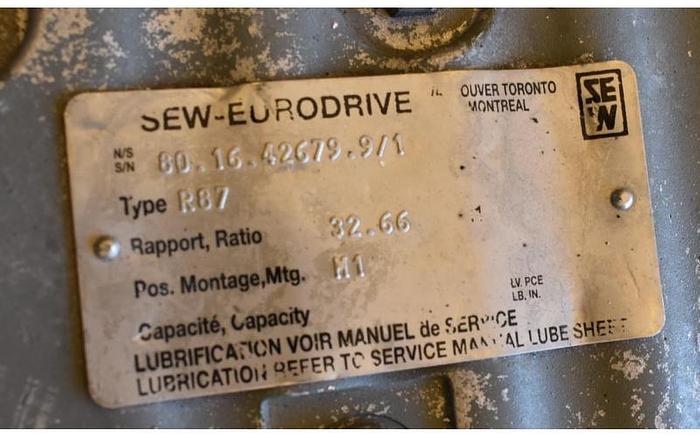 SEW-EURODRIVE
OUVER TORONTO
MONTREAL
SEW
N/S
S/N 80.16.42679.9/1
Type R87
Rapport, Ratio 32.66
Pos. Montage,Mtg. M1
LV. PCE
LB. IN.
Capacité, Capacity
LUBRIFICATION VOIR MANUEL de SERVICE
LUBRICATION REFER TO SERVICE MANUAL LUBE SHEET